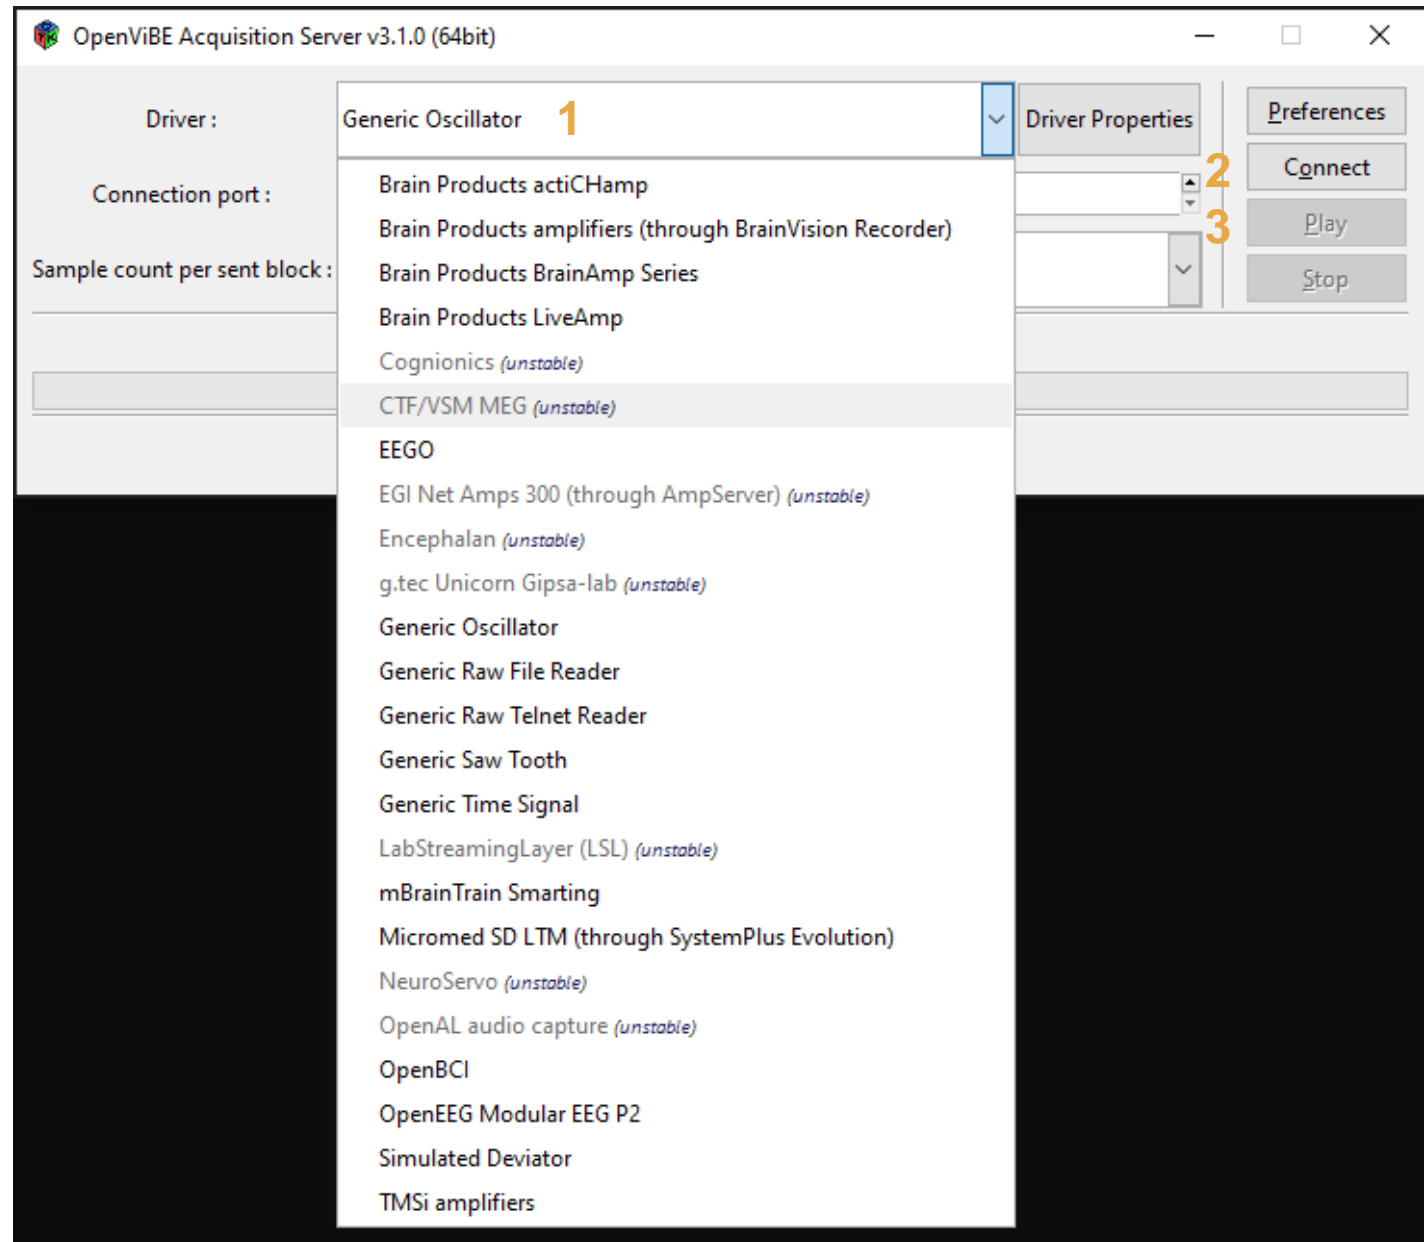 OpenViBE Acquisition Server v3.1.0 (64bit)
Driver :
Generic Oscillator
1
Driver Properties
Preferences
Connection port :
2
Connect
3
Play
Sample count per sent block :
Stop
Brain Products actiCHamp
Brain Products amplifiers (through BrainVision Recorder)
Brain Products BrainAmp Series
Brain Products LiveAmp
Cognionics (unstable)
CTF/VSM MEG (unstable)
EEGO
EGI Net Amps 300 (through AmpServer) (unstable)
Encephalan (unstable)
g.tec Unicorn Gipsa-lab (unstable)
Generic Oscillator
Generic Raw File Reader
Generic Raw Telnet Reader
Generic Saw Tooth
Generic Time Signal
LabStreamingLayer (LSL) (unstable)
mBrainTrain Smarting
Micromed SD LTM (through SystemPlus Evolution)
NeuroServo (unstable)
OpenAL audio capture (unstable)
OpenBCI
OpenEEG Modular EEG P2
Simulated Deviator
TMSi amplifiers